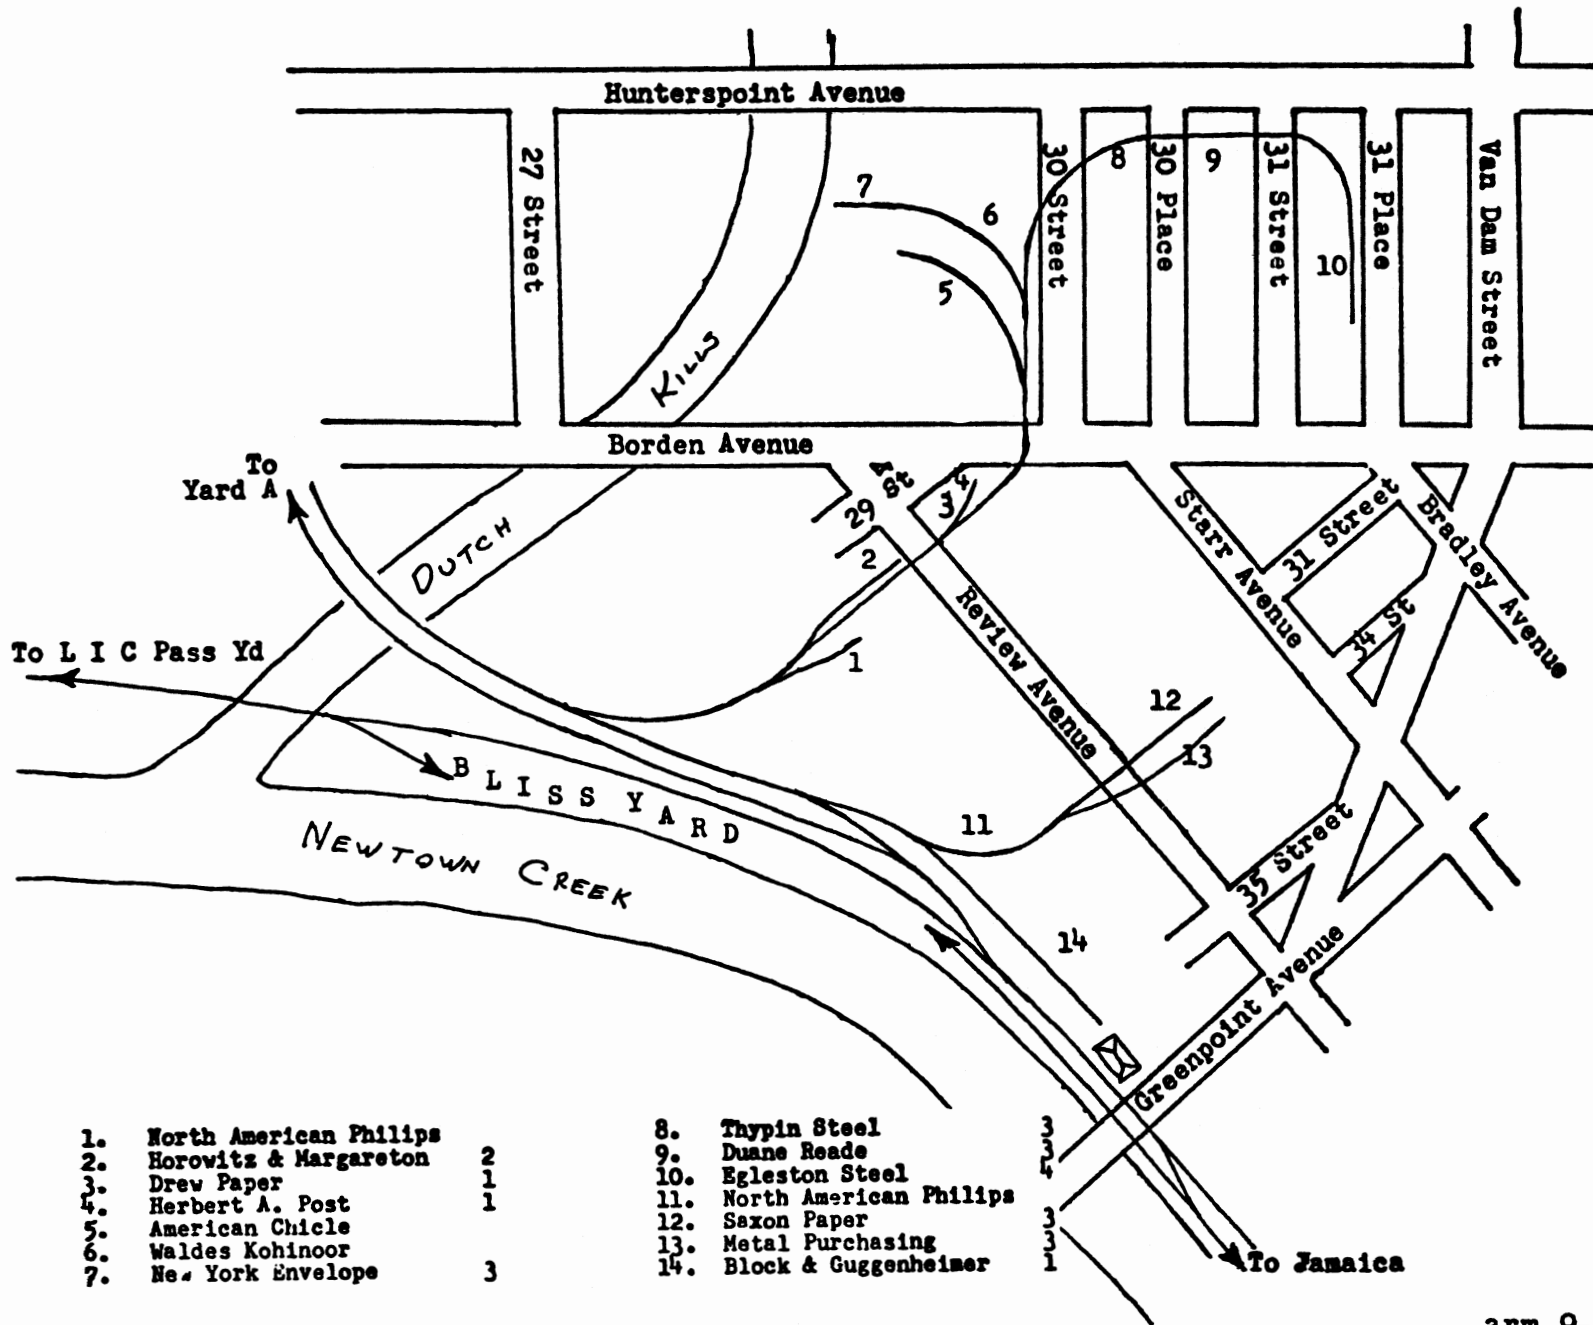 Hunterspoint Avenue
27 Street
30 Street
8
30 Place
9
31 Street
31 Place
10
Van Dam Street
7
6
5
KILLS
Borden Avenue
To
Yard A
DUTCH
29 St
3
4
2
Starr Avenue
31 Street
Bradley Avenue
34 St
Review Avenue
To L I C Pass Yd
1
12
13
BLISS YARD
11
NEWTOWN CREEK
35 Street
14
Greenpoint Avenue
1. North American Philips
2. Horowitz & Margareton 2
3. Drew Paper 1
4. Herbert A. Post 1
5. American Chicle
6. Waldes Kohinoor
7. New York Envelope 3
8. Thypin Steel 3
9. Duane Reade 3
10. Egleston Steel 4
11. North American Philips
12. Saxon Paper 3
13. Metal Purchasing 3
14. Block & Guggenheimer 1
To Jamaica